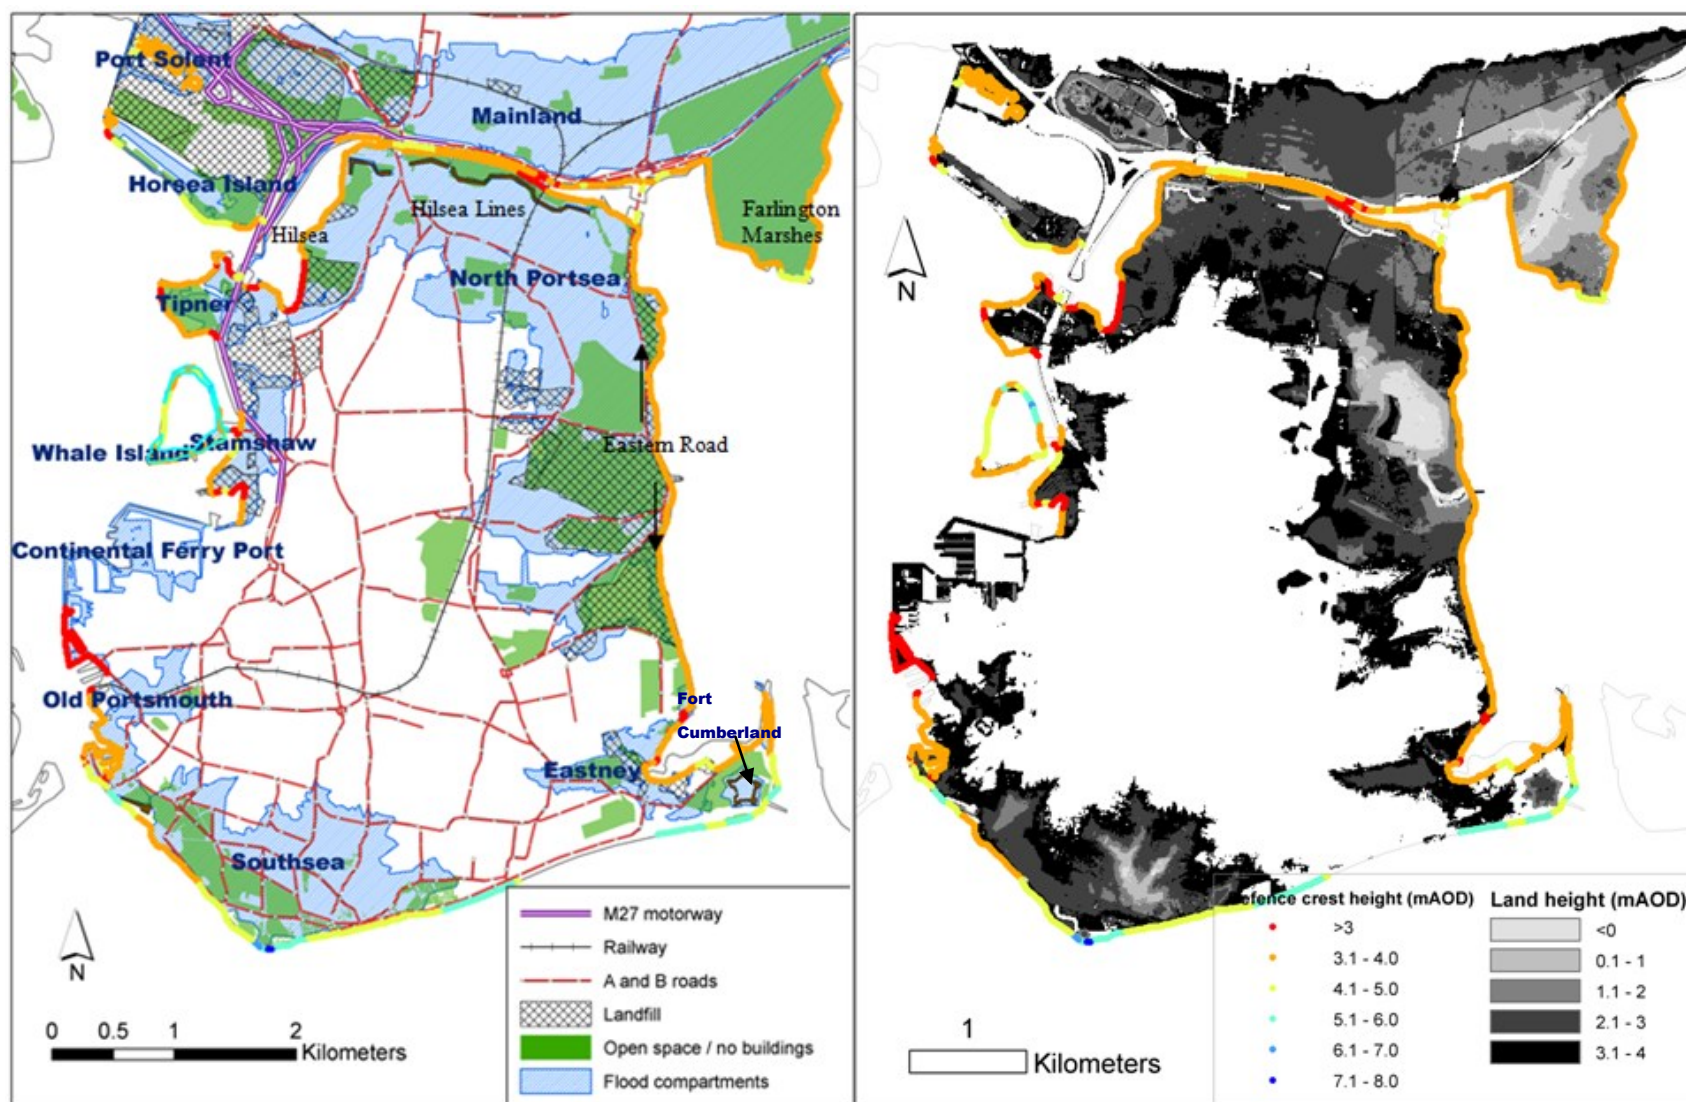 Port Solent
Mainland
Horsea Island
Hilsea Lines
Farlington
Marshes
Hilsea
North Portsea
Tipner
Eastern Road
Stamshaw
Whale Island
Continental Ferry Port
Old Portsmouth
Fort
Cumberland
Eastney
Southsea
N
0 0.5 1 2
Kilometers
M27 motorway
Railway
A and B roads
Landfill
Open space / no buildings
Flood compartments
N
1
Kilometers
efence crest height (mAOD)
>3
3.1 - 4.0
4.1 - 5.0
5.1 - 6.0
6.1 - 7.0
7.1 - 8.0
Land height (mAOD)
<0
0.1 - 1
1.1 - 2
2.1 - 3
3.1 - 4